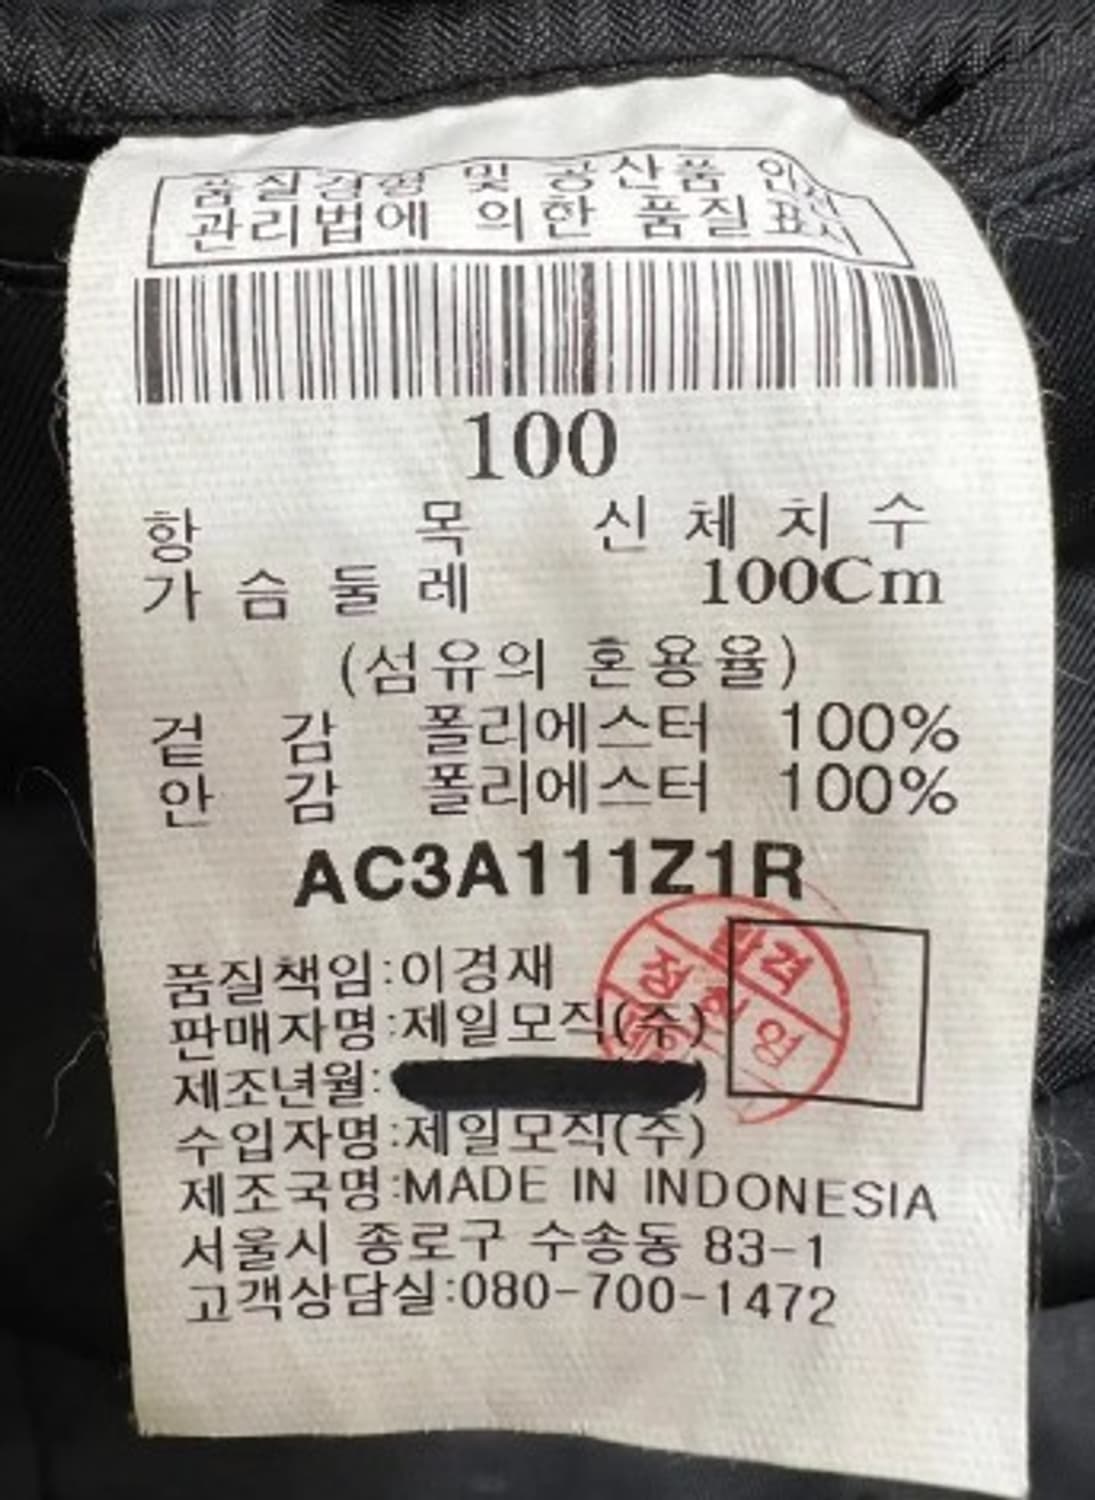 품질경영 및 공산품 안전
관리법에 의한 품질표시
100
항 목 신체치수
가슴둘레 100Cm
(섬유의 혼용율)
겉 감 폴리에스터 100%
안 감 폴리에스터 100%
AC3A111Z1R
합격
품질책임:이경재
판매자명:제일모직(주)
제조년월:
수입자명:제일모직(주)
제조국명:MADE IN INDONESIA
서울시 종로구 수송동 83-1
고객상담실:080-700-1472